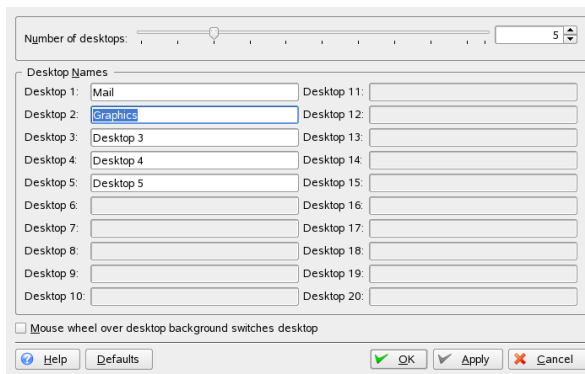 Number of desktops: 5
Desktop Names
Desktop 1: Mail Desktop 11:
Desktop 2: Graphics Desktop 12:
Desktop 3: Desktop 3 Desktop 13:
Desktop 4: Desktop 4 Desktop 14:
Desktop 5: Desktop 5 Desktop 15:
Desktop 6: Desktop 16:
Desktop 7: Desktop 17:
Desktop 8: Desktop 18:
Desktop 9: Desktop 19:
Desktop 10: Desktop 20:
Mouse wheel over desktop background switches desktop
Help Defaults OK Apply Cancel